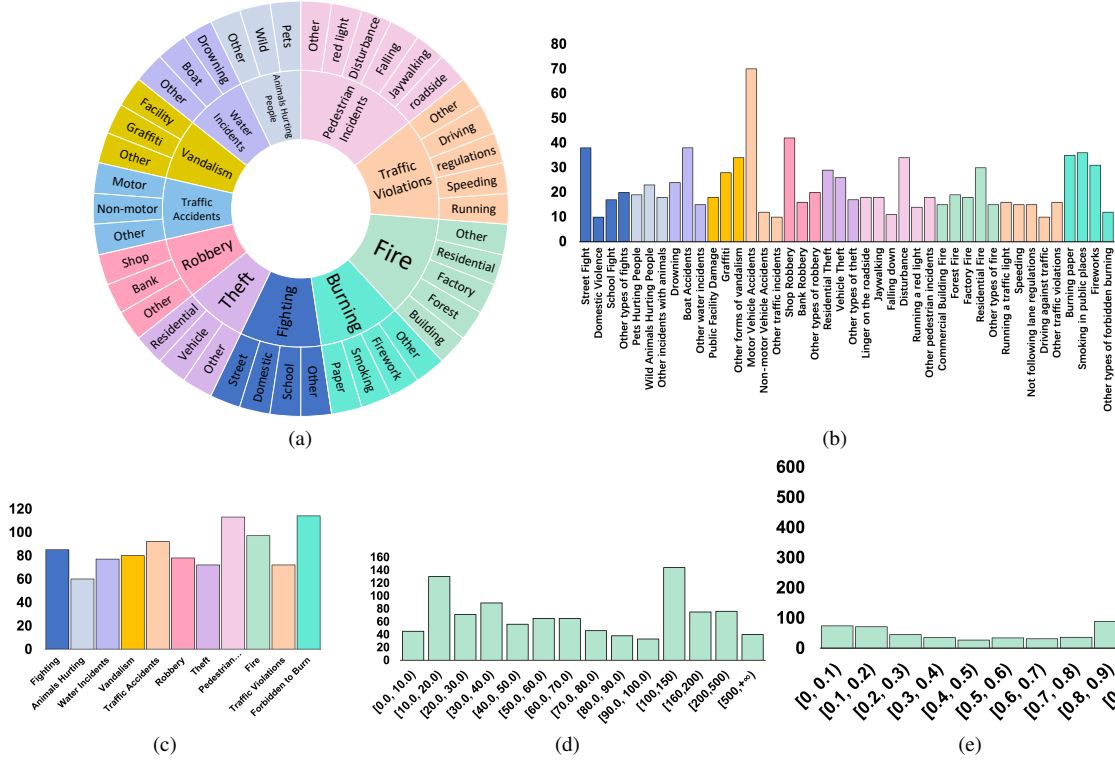 Pedestrian
Incidents
Other
red light
Disturbance
Falling
Jaywalking
roadside
Traffic
Violations
Other
Driving
regulations
Speeding
Running
Fire
Other
Residential
Factory
Forest
Building
Burning
Other
Firework
Smoking
Paper
Fighting
Other
School
Domestic
Street
Theft
Other
Vehicle
Residential
Robbery
Other
Bank
Shop
Traffic
Accidents
Other
Non-motor
Motor
Vandalism
Other
Graffiti
Facility
Water
Incidents
Other
Boat
Drowning
Animals Hurting
People
Other
Wild
Pets
(a)
80
70
60
50
40
30
20
10
0
Street Fight
Domestic Violence
School Fight
Other types of fights
Pets Hurting People
Wild Animals Hurting People
Other incidents with animals
Drowning
Boat Accidents
Other water incidents
Public Facility Damage
Graffiti
Other forms of vandalism
Motor Vehicle Accidents
Non-motor Vehicle Accidents
Other traffic incidents
Shop Robbery
Bank Robbery
Other types of robbery
Residential Theft
Vehicle Theft
Other types of theft
Linger on the roadside
Jaywalking
Falling down
Disturbance
Running a red light
Other pedestrian incidents
Commercial Building Fire
Forest Fire
Factory Fire
Residential Fire
Other types of fire
Running a traffic light
Speeding
Not following lane regulations
Driving against traffic
Other traffic violations
Burning paper
Smoking in public places
Fireworks
Other types of forbidden to burning
(b)
120
100
80
60
40
20
0
Fighting
Animals Hurting
Water Incidents
Vandalism
Traffic Accidents
Robbery
Theft
Pedestrian...
Fire
Traffic Violations
Forbidden to Burn
(c)
160
140
120
100
80
60
40
20
0
[0.0, 10.0)
[10.0, 20.0)
[20.0, 30.0)
[30.0, 40.0)
[40.0, 50.0)
[50.0, 60.0)
[60.0, 70.0)
[70.0, 80.0)
[80.0, 90.0)
[90.0, 100.0)
[100,150)
[160,200)
[200,500)
[500,+∞)
(d)
600
500
400
300
200
100
0
[0, 0.1)
[0.1, 0.2)
[0.2, 0.3)
[0.3, 0.4)
[0.4, 0.5)
[0.5, 0.6)
[0.6, 0.7)
[0.7, 0.8)
[0.8, 0.9)
(e)